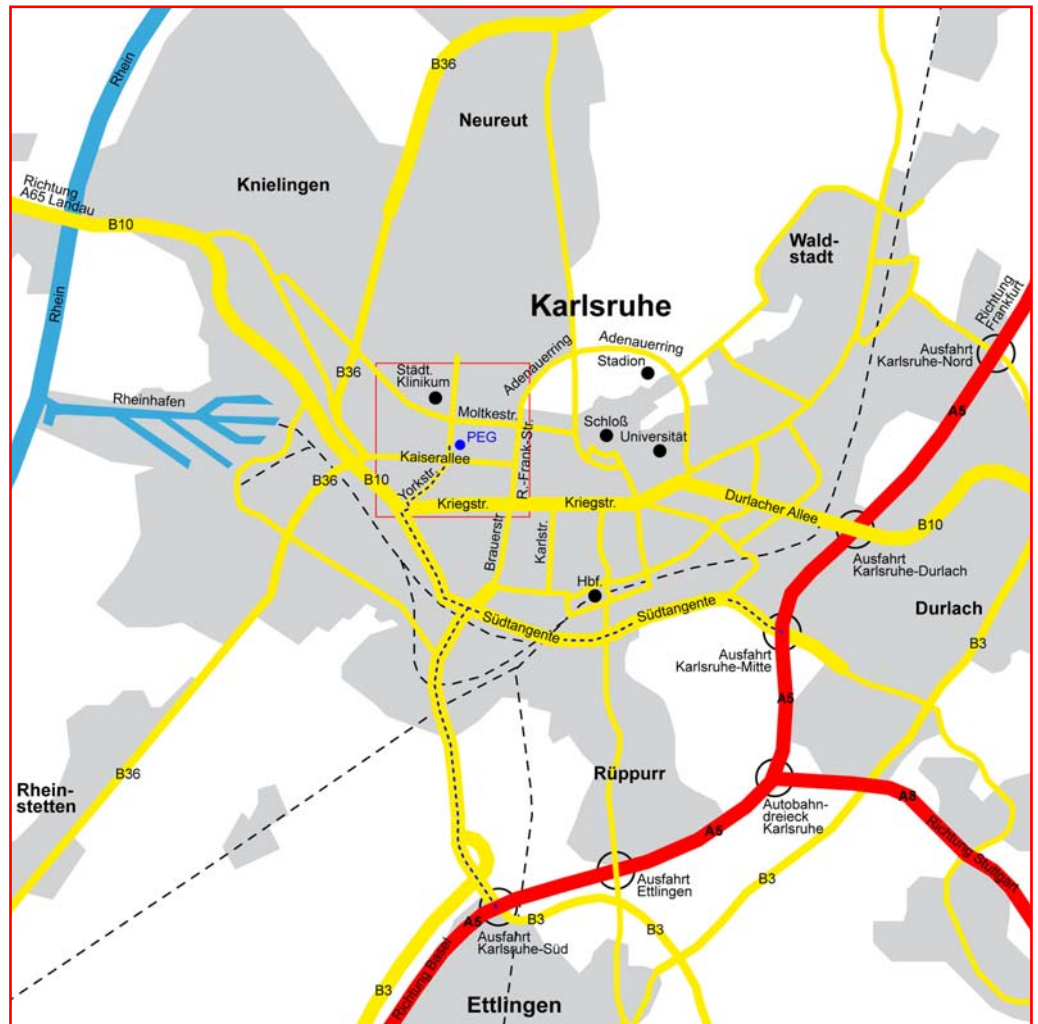 Rhein
B36
Neureut
Knielingen
Richtung
A65 Landau
B10
Wald-
stadt
Rhein
Karlsruhe
Richtung
Frankfurt
Adenauerring
Adenauerring
Stadion
Ausfahrt
Karlsruhe-Nord
B36
Städt.
Klinikum
Rheinhafen
Moltkestr.
A5
Schloß
Universität
PEG
R.-Frank-Str.
Kaiserallee
B36
B10
Yorkstr.
Kriegstr.
Kriegstr.
Durlacher Allee
B10
Brauerstr.
Karlstr.
Ausfahrt
Karlsruhe-Durlach
Hbf.
Südtangente
Südtangente
Durlach
B3
Ausfahrt
Karlsruhe-Mitte
A5
B36
Rüppurr
Rhein-
stetten
Autobahn-
dreieck
Karlsruhe
A8
A5
Richtung Stuttgart
Ausfahrt
Ettlingen
B3
A5
B3
B3
Ausfahrt
Karlsruhe-Süd
Richtung Basel
B3
Ettlingen